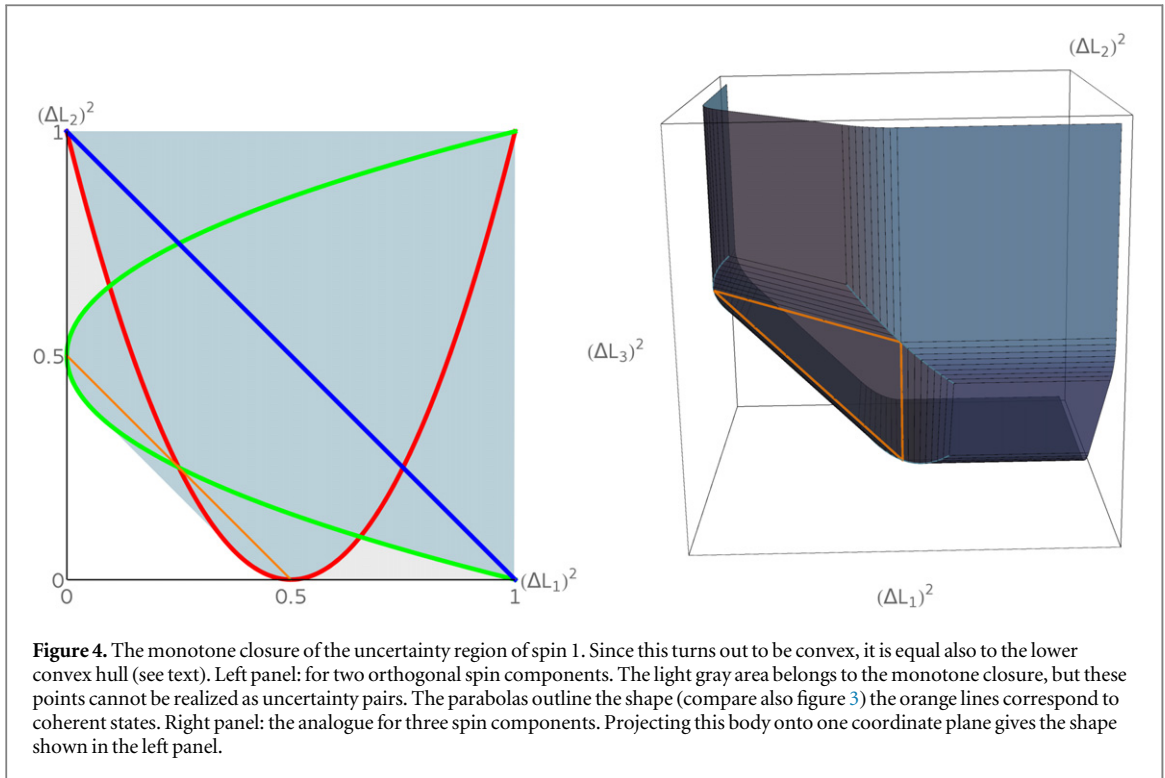 (ΔL₂)²
(ΔL₂)²
1
0.5
(ΔL₃)²
0
(ΔL₁)²
0
0.5
1
(ΔL₁)²
Figure 4. The monotone closure of the uncertainty region of spin 1. Since this turns out to be convex, it is equal also to the lower
convex hull (see text). Left panel: for two orthogonal spin components. The light gray area belongs to the monotone closure, but these
points cannot be realized as uncertainty pairs. The parabolas outline the shape (compare also figure 3) the orange lines correspond to
coherent states. Right panel: the analogue for three spin components. Projecting this body onto one coordinate plane gives the shape
shown in the left panel.